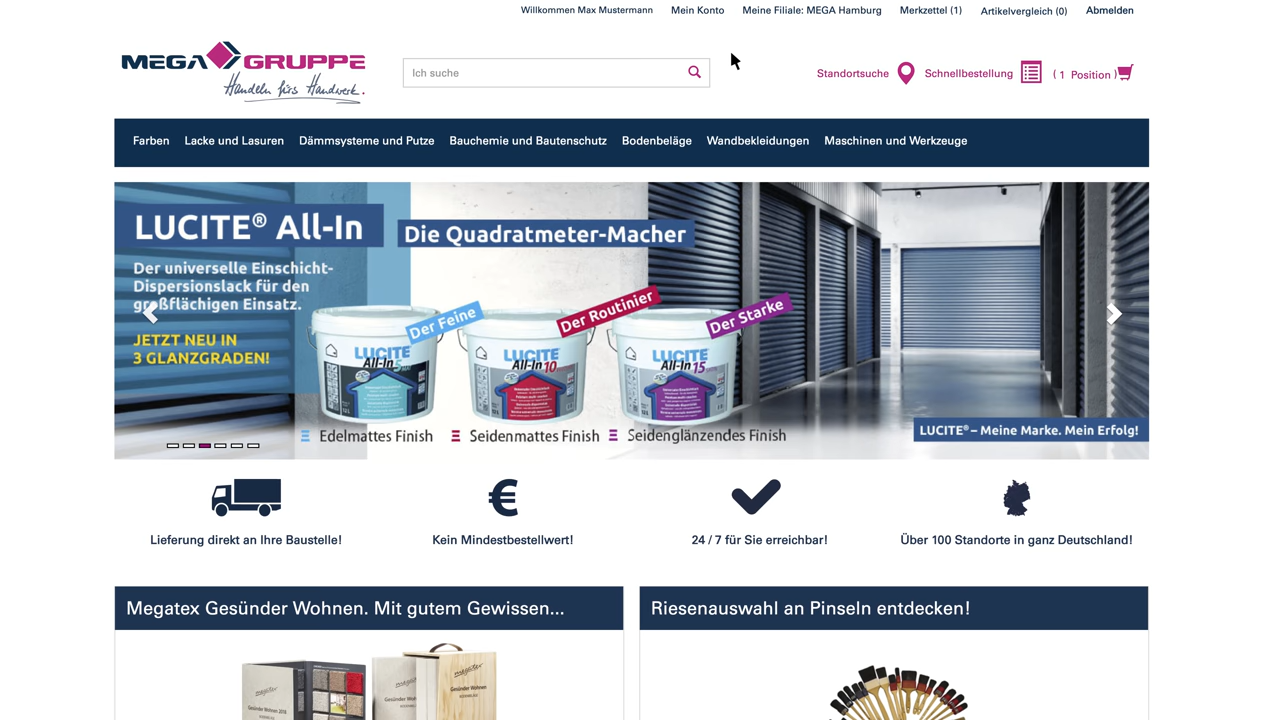 Willkommen Max Mustermann Mein Konto Meine Filiale: MEGA Hamburg Merkzettel (1) Artikelvergleich (0) Abmelden
MEGA GRUPPE
Handeln fürs Handwerk.
Ich suche
Standortsuche Schnellbestellung ( 1 Position )
Farben Lacke und Lasuren Dämmsysteme und Putze Bauchemie und Bautenschutz Bodenbeläge Wandbekleidungen Maschinen und Werkzeuge
LUCITE® All-In
Die Quadratmeter-Macher
Der universelle Einschicht-
Dispersionslack für den
großflächigen Einsatz.
JETZT NEU IN
3 GLANZGRADEN!
Der Feine
Der Routinier
Der Starke
LUCITE
All-In 5
LUCITE
All-In 10
LUCITE
All-In 15
Edelmattes Finish Seidenmattes Finish Seidenglänzendes Finish
LUCITE® – Meine Marke. Mein Erfolg!
Lieferung direkt an Ihre Baustelle! Kein Mindestbestellwert! 24 / 7 für Sie erreichbar! Über 100 Standorte in ganz Deutschland!
Megatex Gesünder Wohnen. Mit gutem Gewissen... Riesenauswahl an Pinseln entdecken!
megatex
Gesünder Wohnen 2018
megatex
Gesünder Wohnen